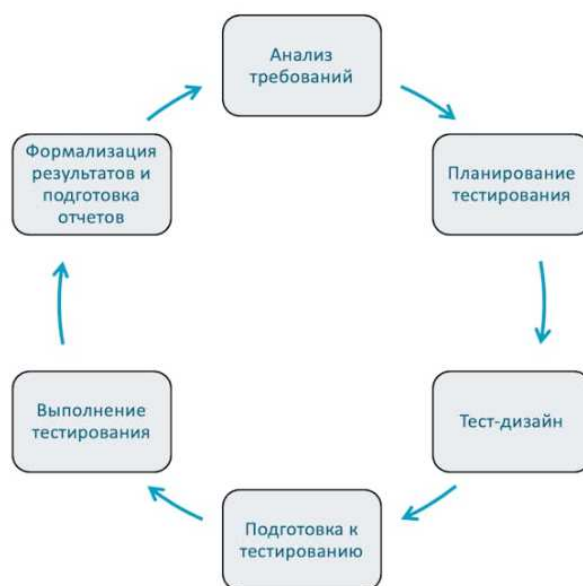 Анализ
требований
Планирование
тестирования
Тест-дизайн
Подготовка к
тестированию
Выполнение
тестирования
Формализация
результатов и
подготовка
отчетов